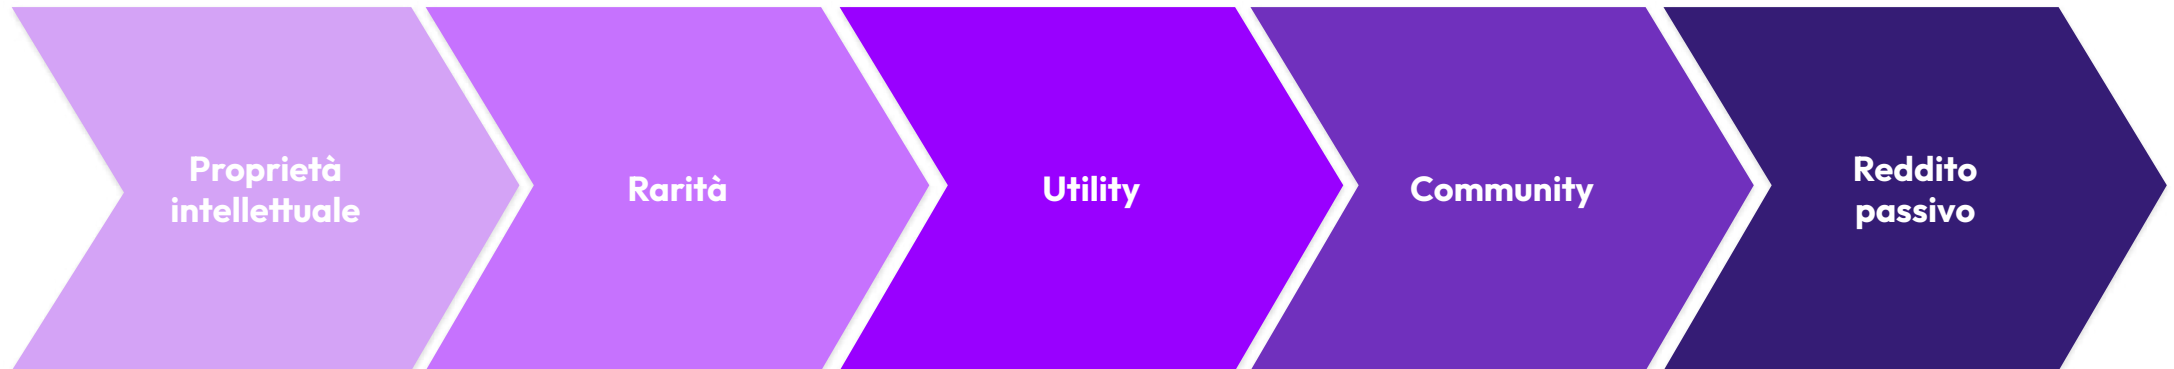 Proprietà
intellettuale
Rarità
Utility
Community
Reddito
passivo